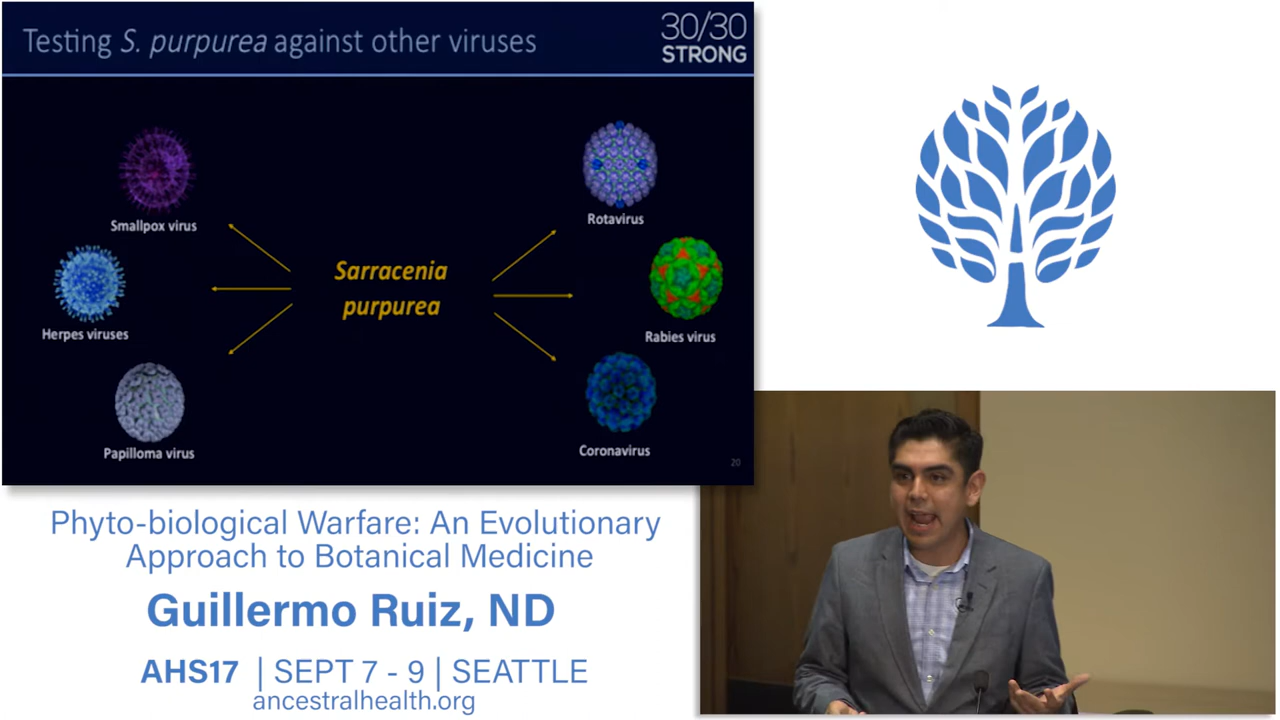 Testing S. purpurea against other viruses
30/30
STRONG
Smallpox virus
Herpes viruses
Papilloma virus
Sarracenia
purpurea
Rotavirus
Rabies virus
Coronavirus
20
Phyto-biological Warfare: An Evolutionary
Approach to Botanical Medicine
Guillermo Ruiz, ND
AHS17 | SEPT 7 - 9 | SEATTLE
ancestralhealth.org